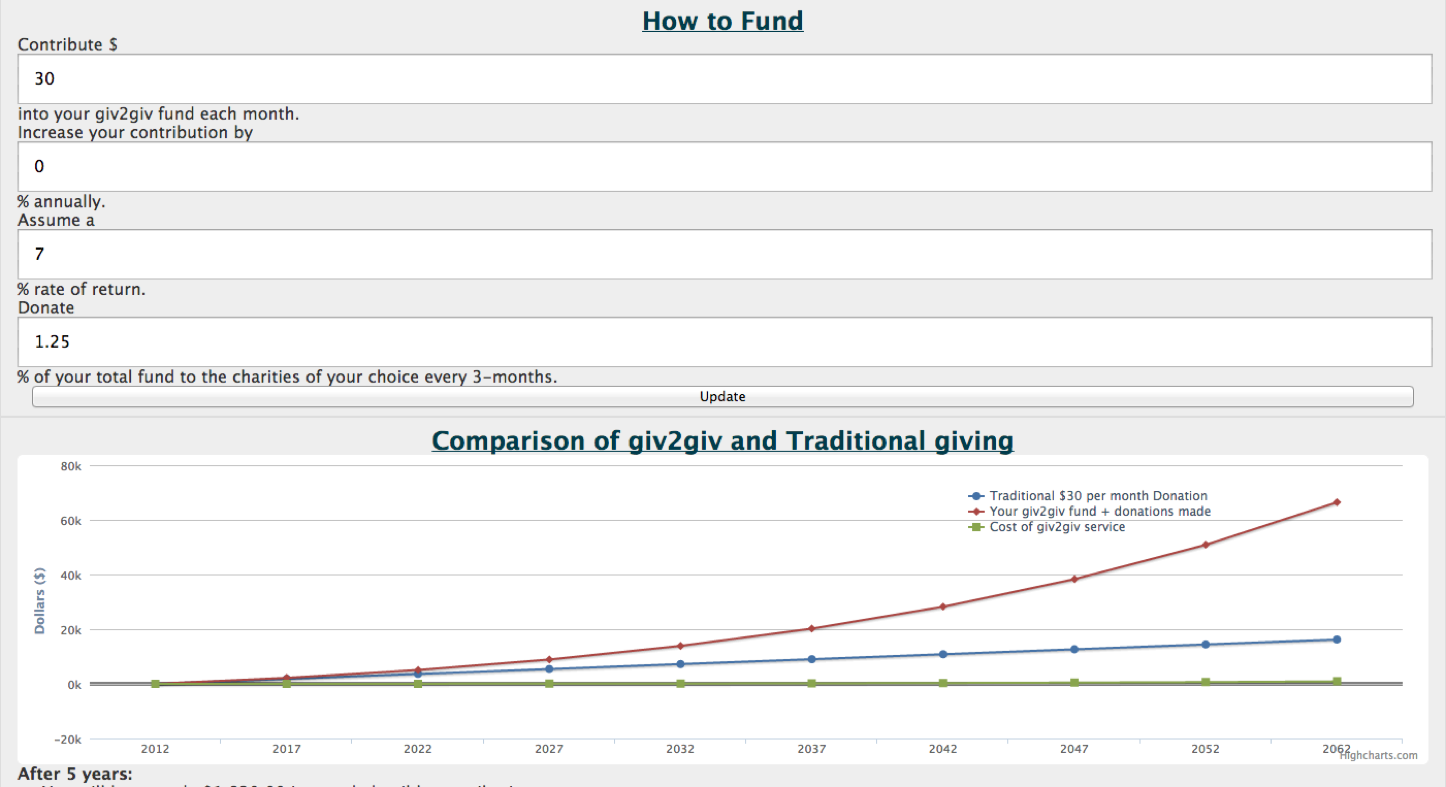 How to Fund
Contribute $
30
into your giv2giv fund each month.
Increase your contribution by
0
% annually.
Assume a
7
% rate of return.
Donate
1.25
% of your total fund to the charities of your choice every 3-months.
Update
Comparison of giv2giv and Traditional giving
80k
Traditional $30 per month Donation
Your giv2giv fund + donations made
Cost of giv2giv service
60k
40k
Dollars ($)
20k
0k
-20k
2012 2017 2022 2027 2032 2037 2042 2047 2052 2062
Highcharts.com
After 5 years: